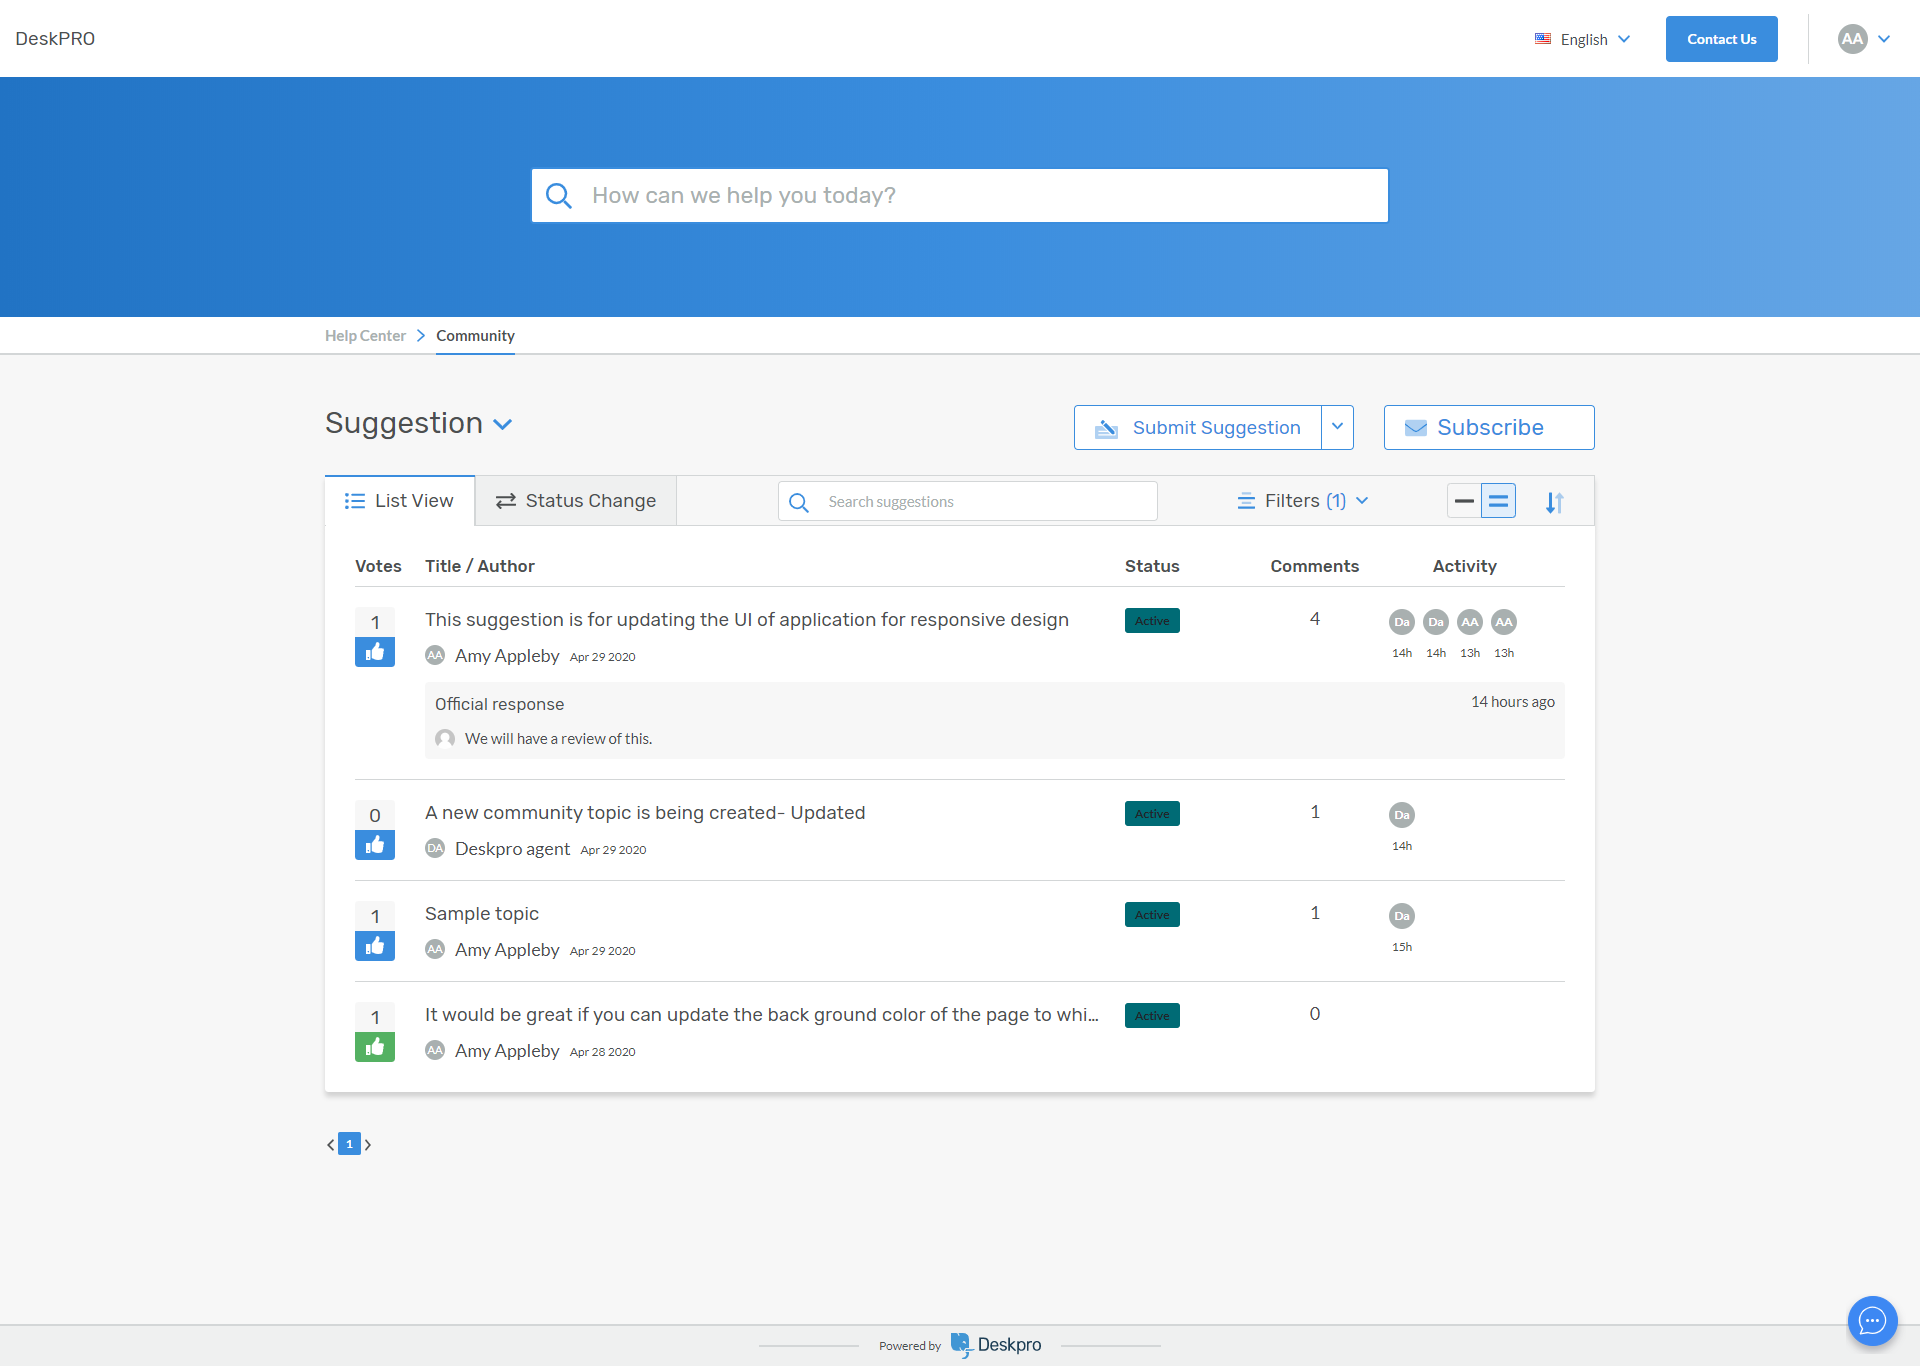 DeskPRO
English
Contact Us
AA
How can we help you today?
Help Center
Community
Suggestion
Submit Suggestion
Subscribe
List View
Status Change
Search suggestions
Filters (1)
Votes
Title / Author
Status
Comments
Activity
1
This suggestion is for updating the UI of application for responsive design
Active
4
Da
Da
AA
AA
14h
14h
13h
13h
AA
Amy Appleby
Apr 29 2020
Official response
14 hours ago
We will have a review of this.
0
A new community topic is being created- Updated
Active
1
Da
14h
DA
Deskpro agent
Apr 29 2020
1
Sample topic
Active
1
Da
15h
AA
Amy Appleby
Apr 29 2020
1
It would be great if you can update the back ground color of the page to whi...
Active
0
AA
Amy Appleby
Apr 28 2020
1
Powered by
Deskpro